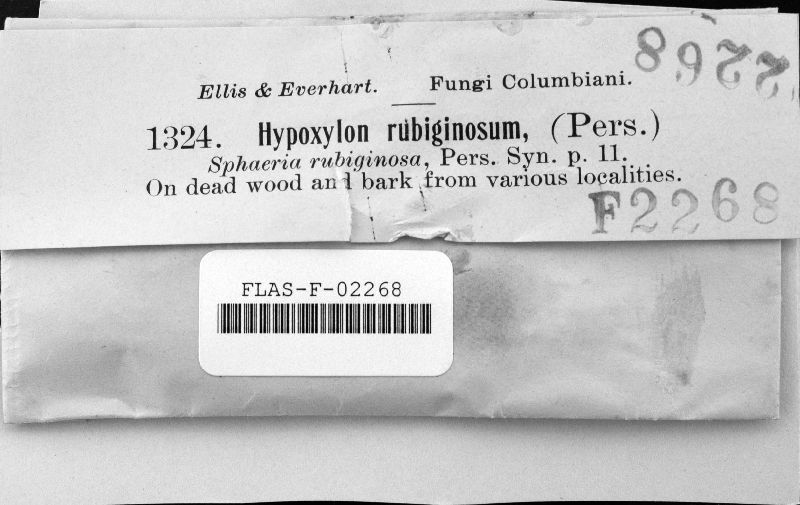 2268
Ellis & Everhart. Fungi Columbiani.
1324. Hypoxylon rubiginosum, (Pers.)
Sphaeria rubiginosa, Pers. Syn. p. 11.
On dead wood and bark from various localities.
F2268
FLAS-F-02268